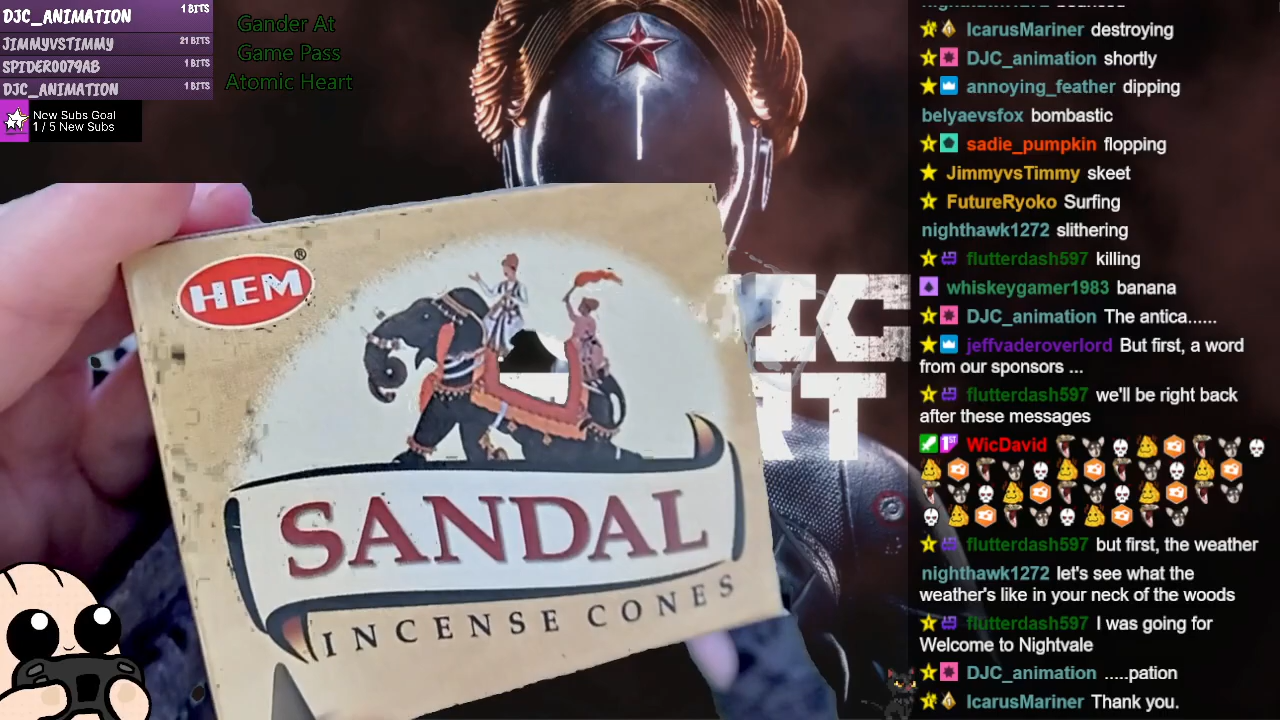 DJC_ANIMATION 1 BITS
JIMMYVSTIMMY 21 BITS
SPIDER0079AB 1 BITS
DJC_ANIMATION 1 BITS
New Subs Goal
1 / 5 New Subs
Gander At
Game Pass
Atomic Heart
HEM®
SANDAL
INCENSE CONES
IC
RT
IcarusMariner destroying
DJC_animation shortly
annoying_feather dipping
belyaevsfox bombastic
sadie_pumpkin flopping
JimmyvsTimmy skeet
FutureRyoko Surfing
nighthawk1272 slithering
flutterdash597 killing
whiskeygamer1983 banana
DJC_animation The antica......
jeffvaderoverlord But first, a word
from our sponsors ...
flutterdash597 we'll be right back
after these messages
WicDavid
flutterdash597 but first, the weather
nighthawk1272 let's see what the
weather's like in your neck of the woods
flutterdash597 I was going for
Welcome to Nightvale
DJC_animation .....pation
IcarusMariner Thank you.